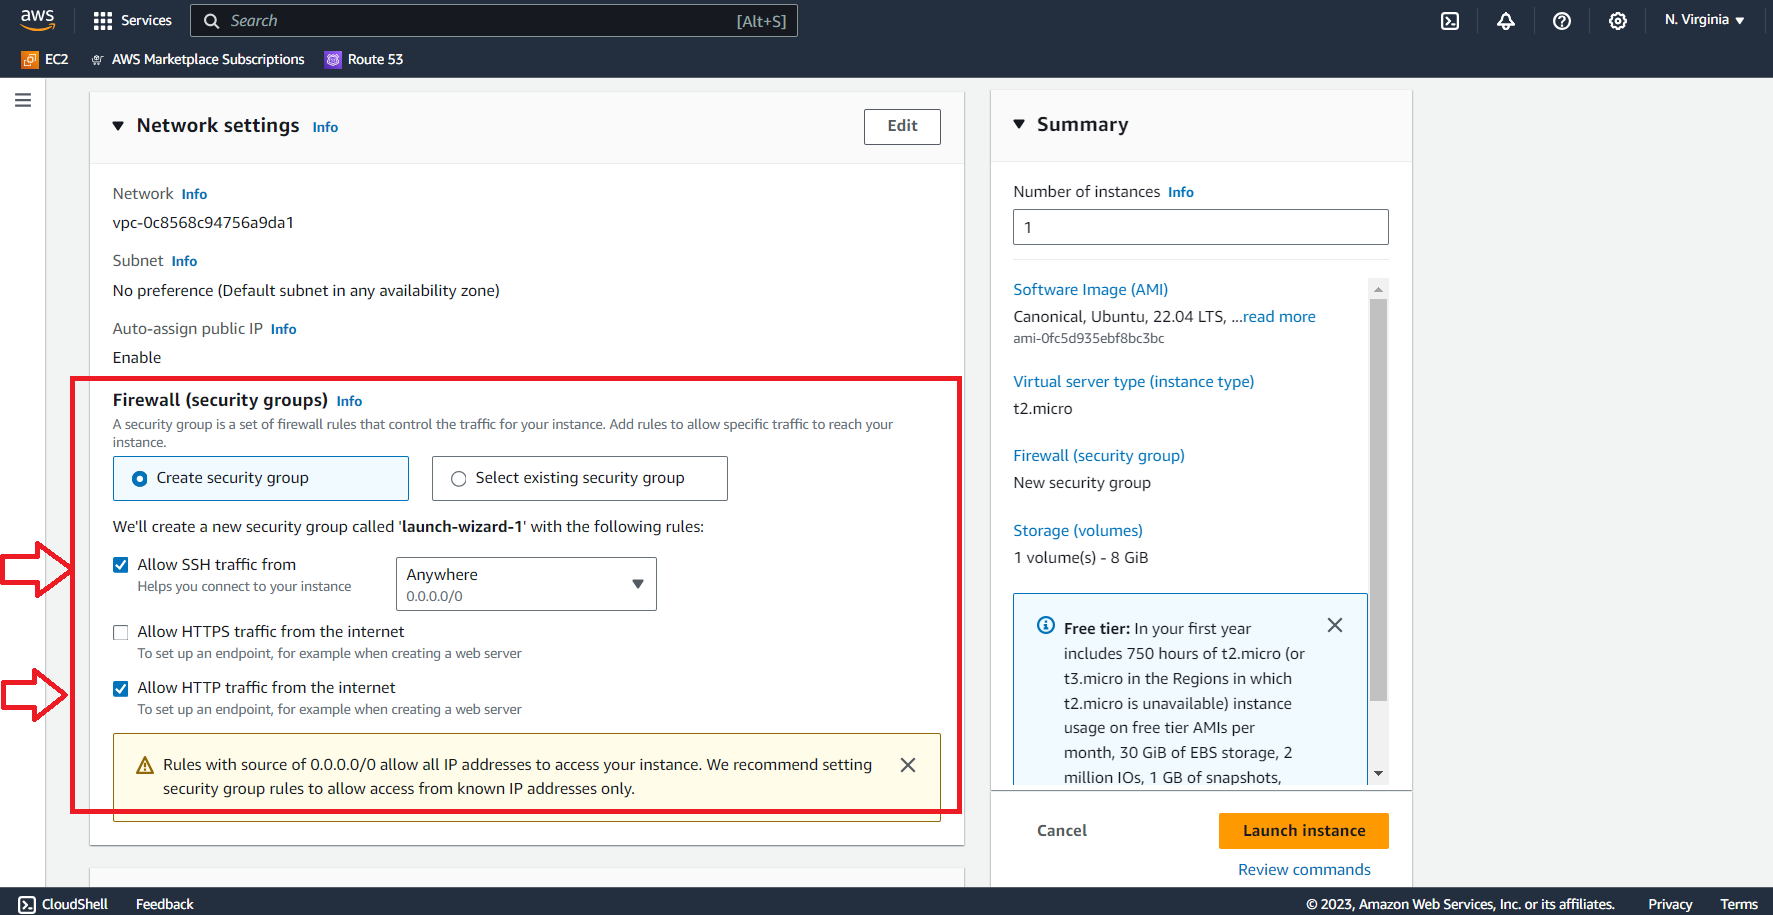 aws
Services
Search
[Alt+S]
N. Virginia
EC2
AWS Marketplace Subscriptions
Route 53
Network settings Info
Edit
Network Info
vpc-0c8568c94756a9da1
Subnet Info
No preference (Default subnet in any availability zone)
Auto-assign public IP Info
Enable
Firewall (security groups) Info
A security group is a set of firewall rules that control the traffic for your instance. Add rules to allow specific traffic to reach your
instance.
Create security group
Select existing security group
We'll create a new security group called 'launch-wizard-1' with the following rules:
Allow SSH traffic from
Helps you connect to your instance
Anywhere
0.0.0.0/0
Allow HTTPS traffic from the internet
To set up an endpoint, for example when creating a web server
Allow HTTP traffic from the internet
To set up an endpoint, for example when creating a web server
Rules with source of 0.0.0.0/0 allow all IP addresses to access your instance. We recommend setting
security group rules to allow access from known IP addresses only.
Summary
Number of instances Info
1
Software Image (AMI)
Canonical, Ubuntu, 22.04 LTS, ...read more
ami-0fc5d935ebf8bc3bc
Virtual server type (instance type)
t2.micro
Firewall (security group)
New security group
Storage (volumes)
1 volume(s) - 8 GiB
Free tier: In your first year
includes 750 hours of t2.micro (or
t3.micro in the Regions in which
t2.micro is unavailable) instance
usage on free tier AMIs per
month, 30 GiB of EBS storage, 2
million IOs, 1 GB of snapshots,
Cancel
Launch instance
Review commands
CloudShell
Feedback
© 2023, Amazon Web Services, Inc. or its affiliates.
Privacy
Terms